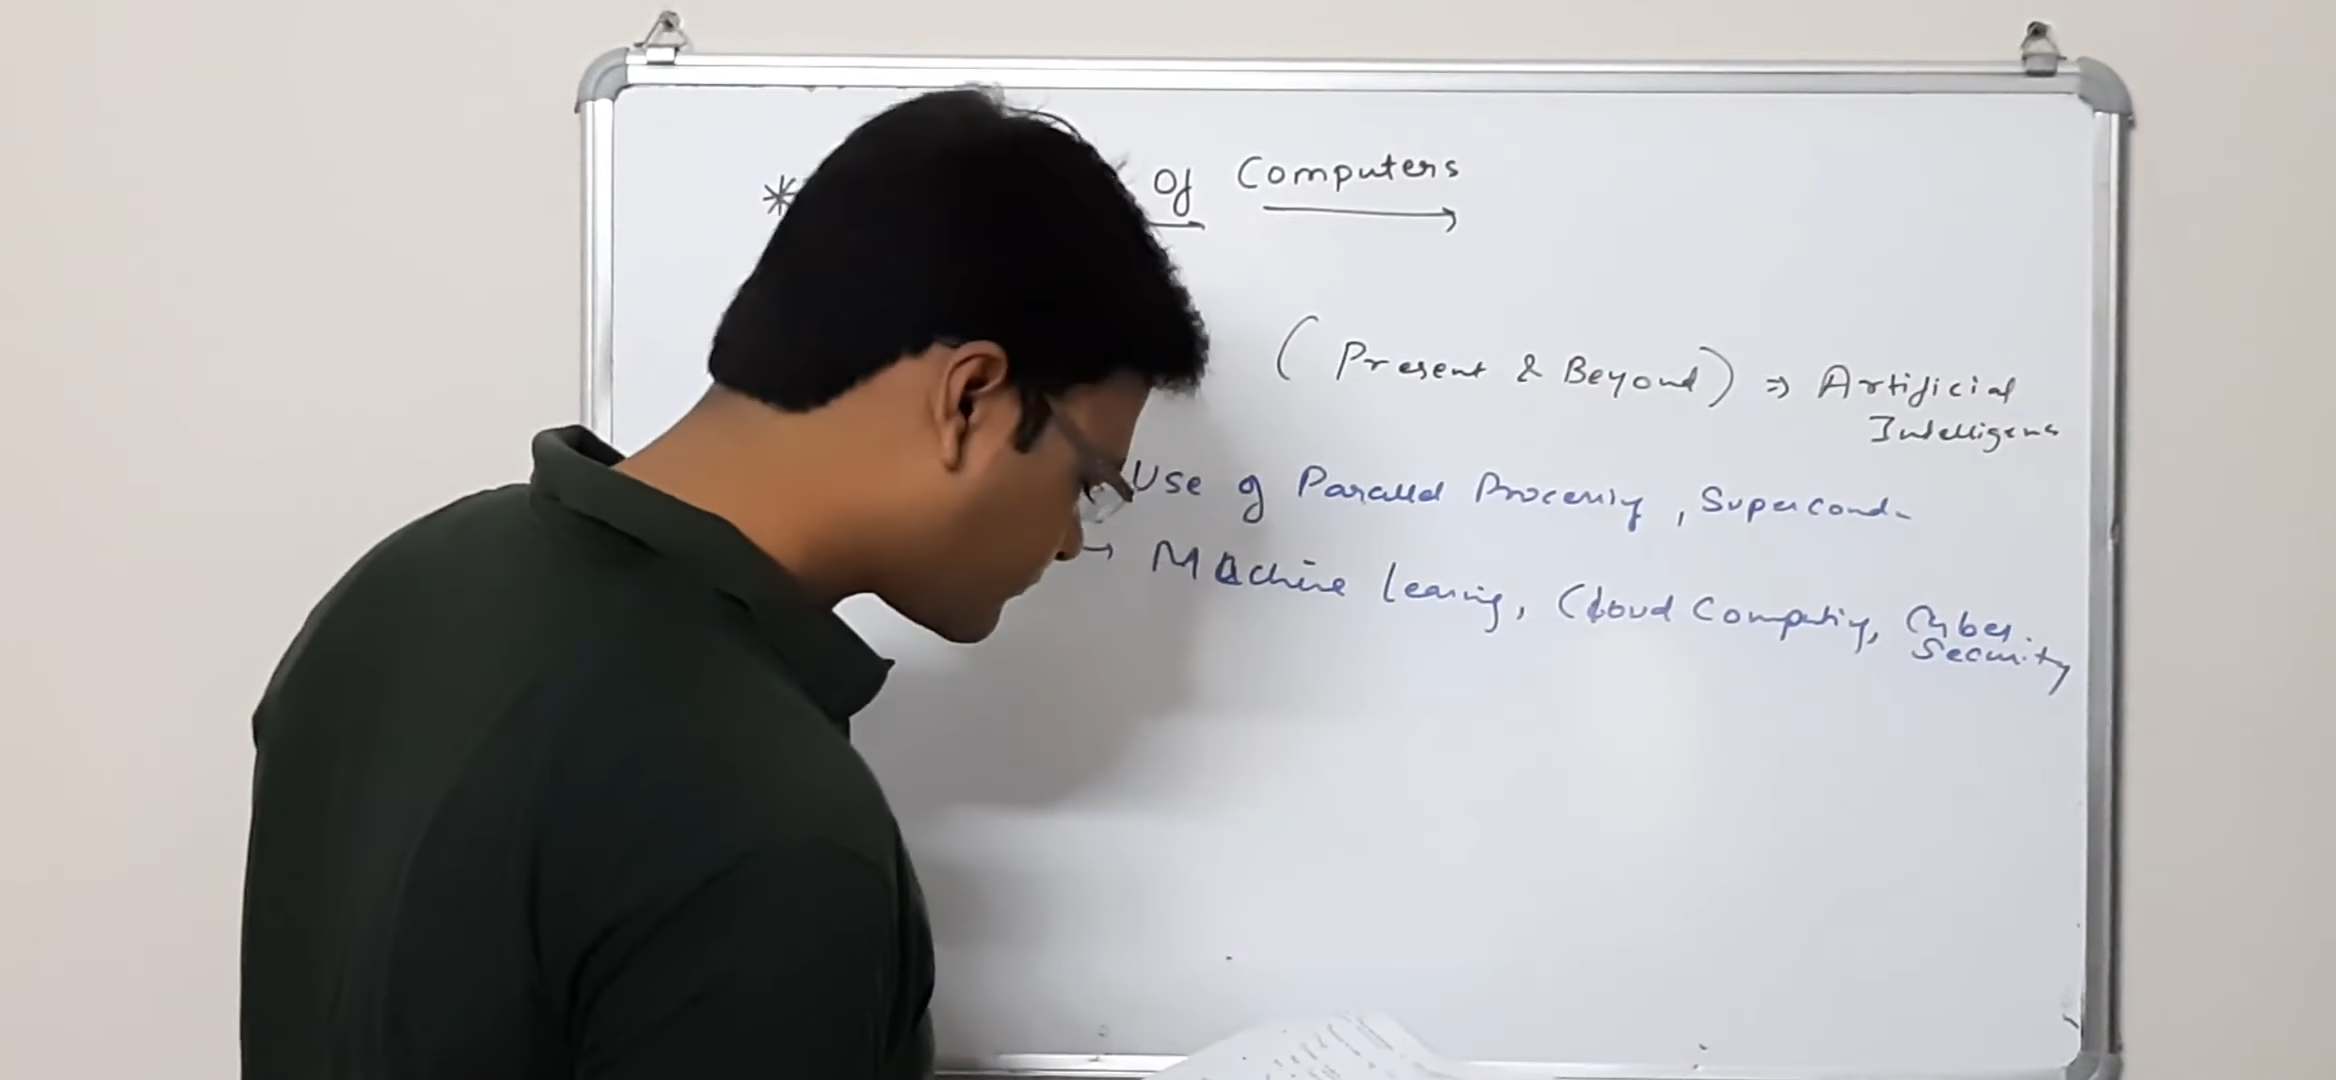 * Of Computers
(Present & Beyond) ⇒ Artificial
Intelligence
Use of Parallel Processing, Supercond-
→ Machine Learning, Cloud Computing, Cyber
Security